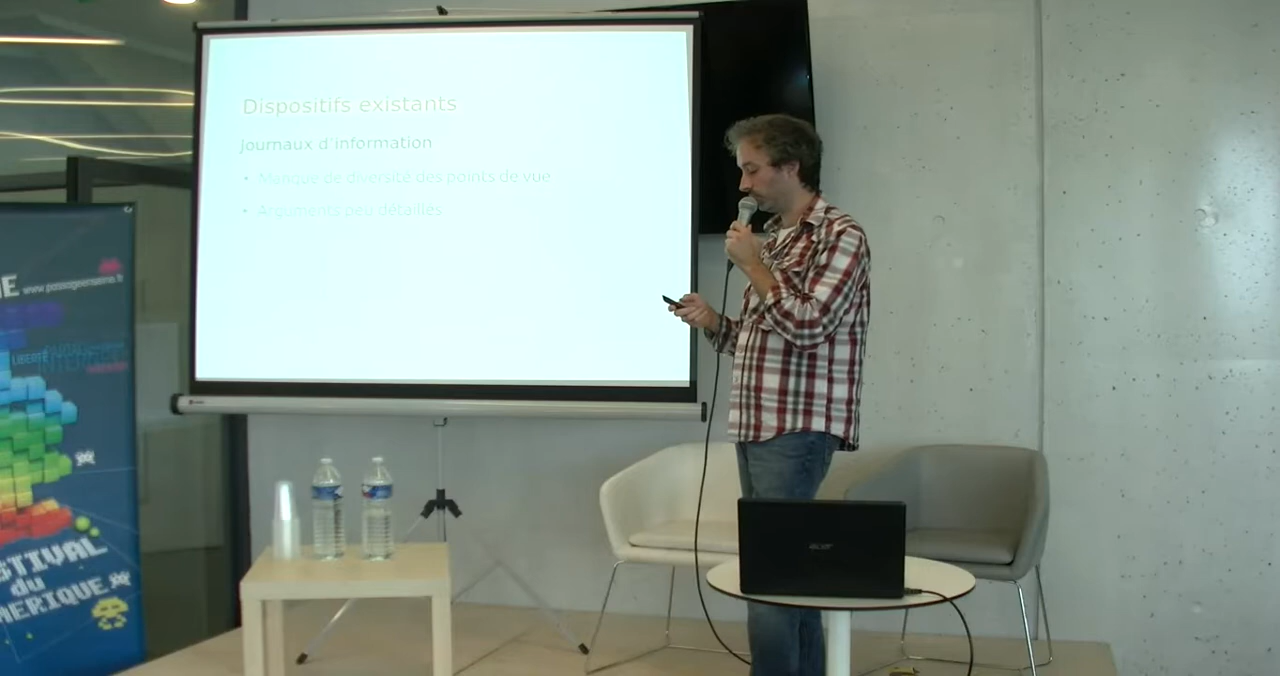 Dispositifs existants
Journaux d'information
• Manque de diversité des points de vue
• Arguments peu détaillés
www.passageenseine.fr
LIBERTÉ
STIVAL
du
MERIQUE
acer